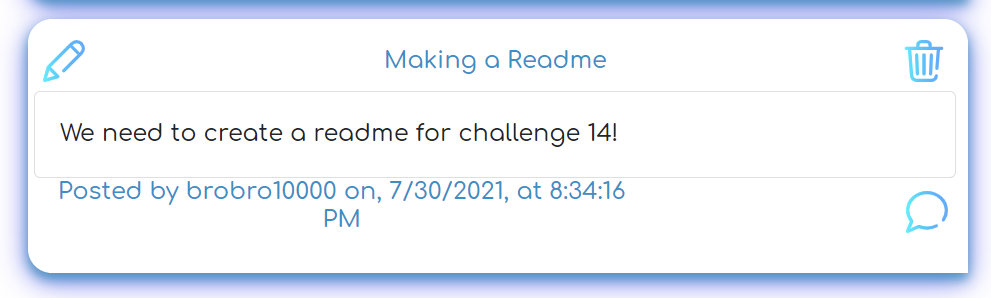 Making a Readme
We need to create a readme for challenge 14!
Posted by brobro10000 on, 7/30/2021, at 8:34:16
PM